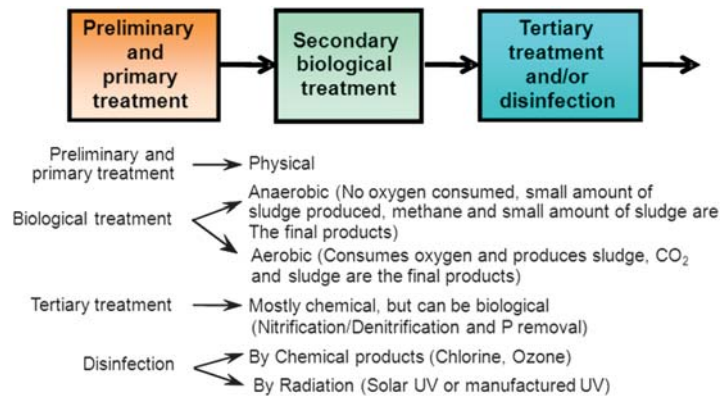 Preliminary
and
primary
treatment
Secondary
biological
treatment
Tertiary
treatment
and/or
disinfection
Preliminary and
primary treatment
Physical
Biological treatment
Anaerobic (No oxygen consumed, small amount of
sludge produced, methane and small amount of sludge are
The final products)
Aerobic (Consumes oxygen and produces sludge, CO₂
and sludge are the final products)
Tertiary treatment
Mostly chemical, but can be biological
(Nitrification/Denitrification and P removal)
Disinfection
By Chemical products (Chlorine, Ozone)
By Radiation (Solar UV or manufactured UV)